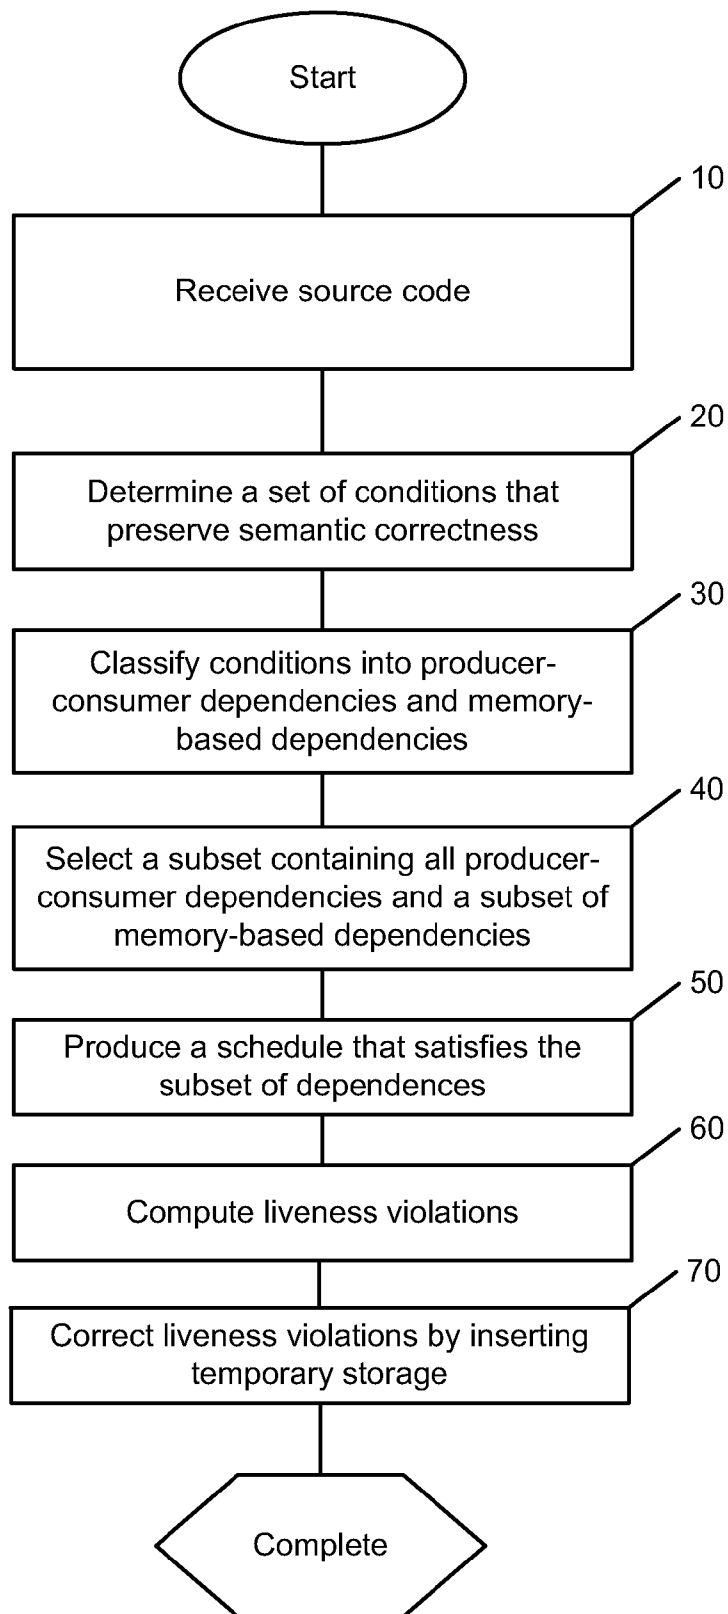 Start
10
Receive source code
20
Determine a set of conditions that
preserve semantic correctness
30
Classify conditions into producer-
consumer dependencies and memory-
based dependencies
40
Select a subset containing all producer-
consumer dependencies and a subset of
memory-based dependencies
50
Produce a schedule that satisfies the
subset of dependences
60
Compute liveness violations
70
Correct liveness violations by inserting
temporary storage
Complete